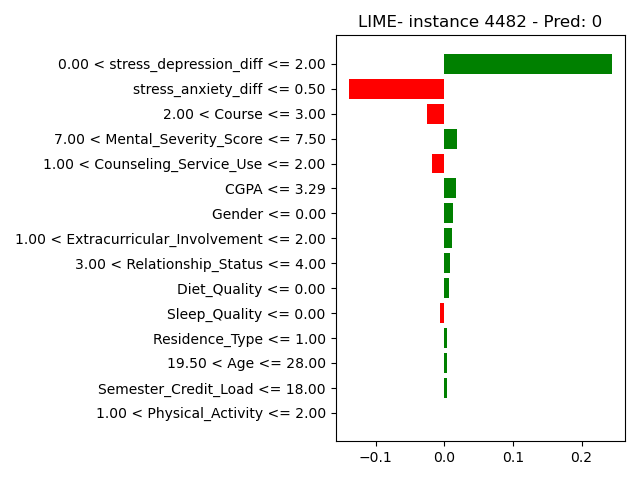 LIME- instance 4482 - Pred: 0
0.00 < stress_depression_diff <= 2.00
stress_anxiety_diff <= 0.50
2.00 < Course <= 3.00
7.00 < Mental_Severity_Score <= 7.50
1.00 < Counseling_Service_Use <= 2.00
CGPA <= 3.29
Gender <= 0.00
1.00 < Extracurricular_Involvement <= 2.00
3.00 < Relationship_Status <= 4.00
Diet_Quality <= 0.00
Sleep_Quality <= 0.00
Residence_Type <= 1.00
19.50 < Age <= 28.00
Semester_Credit_Load <= 18.00
1.00 < Physical_Activity <= 2.00
−0.1 0.0 0.1 0.2